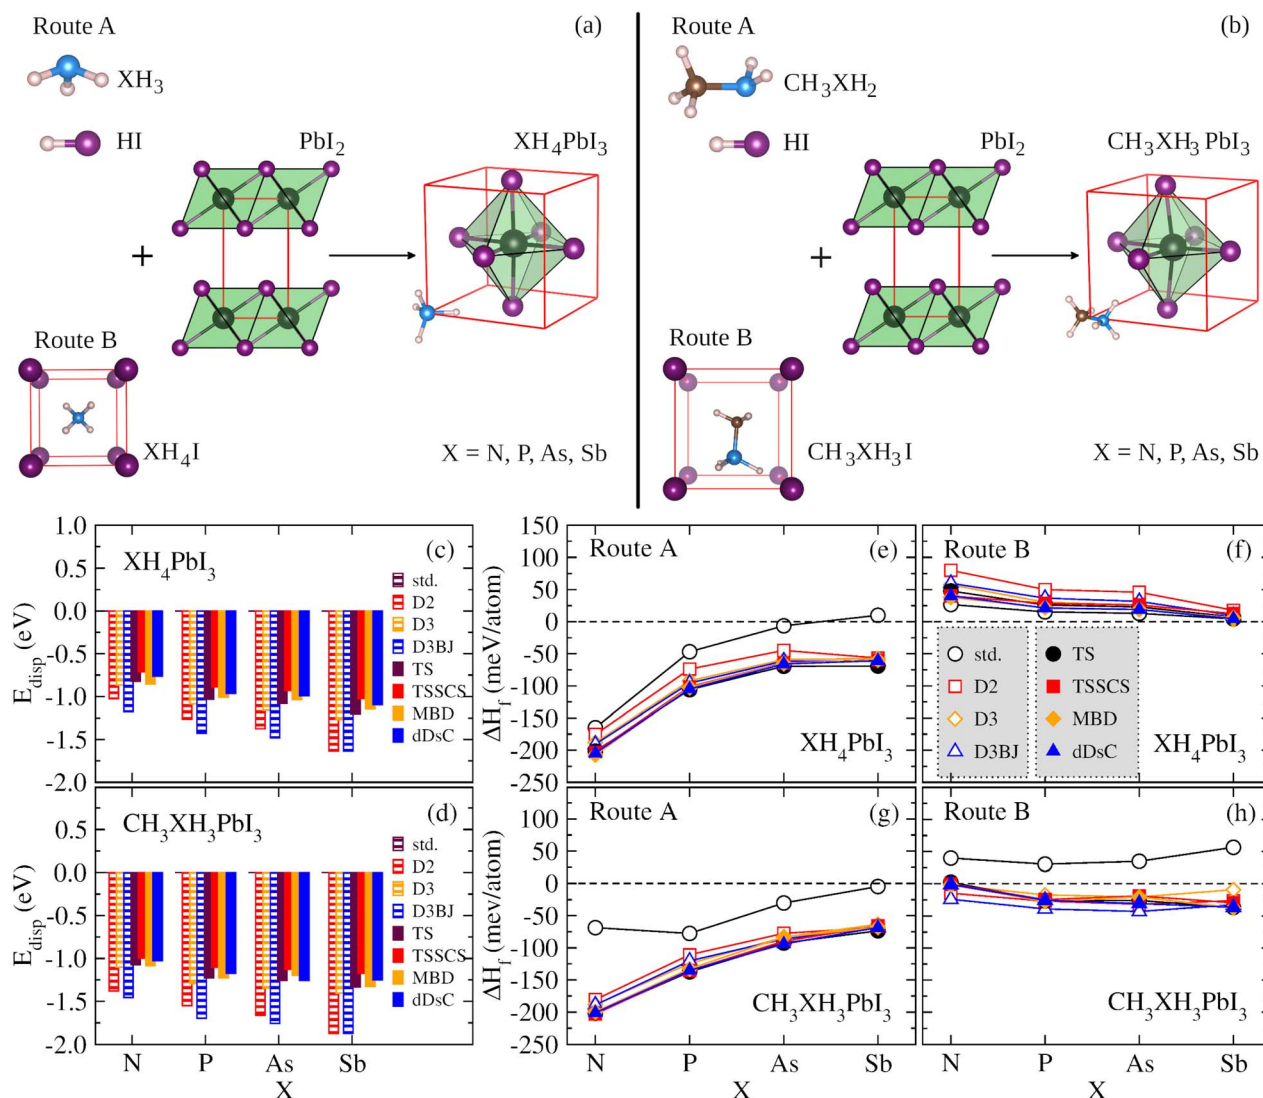 Route A
(a)
XH3
HI
PbI2
XH4PbI3
+
Route B
XH4I
X = N, P, As, Sb
Route A
(b)
CH3XH2
HI
PbI2
CH3XH3PbI3
+
Route B
CH3XH3I
X = N, P, As, Sb
1.0
0.5
0.0
-0.5
-1.0
-1.5
-2.0
Edisp (eV)
XH4PbI3
(c)
std.
D2
D3
D3BJ
TS
TSSCS
MBD
dDsC
0.5
0.0
-0.5
-1.0
-1.5
-2.0
Edisp (eV)
CH3XH3PbI3
(d)
std.
D2
D3
D3BJ
TS
TSSCS
MBD
dDsC
N P As Sb
X
150
100
50
0
-50
-100
-150
-200
-250
ΔHf (meV/atom)
Route A
(e)
XH4PbI3
Route B
(f)
std.
D2
D3
D3BJ
TS
TSSCS
MBD
dDsC
XH4PbI3
100
50
0
-50
-100
-150
-200
-250
ΔHf (mev/atom)
Route A
(g)
CH3XH3PbI3
N P As Sb
X
Route B
(h)
CH3XH3PbI3
N P As Sb
X